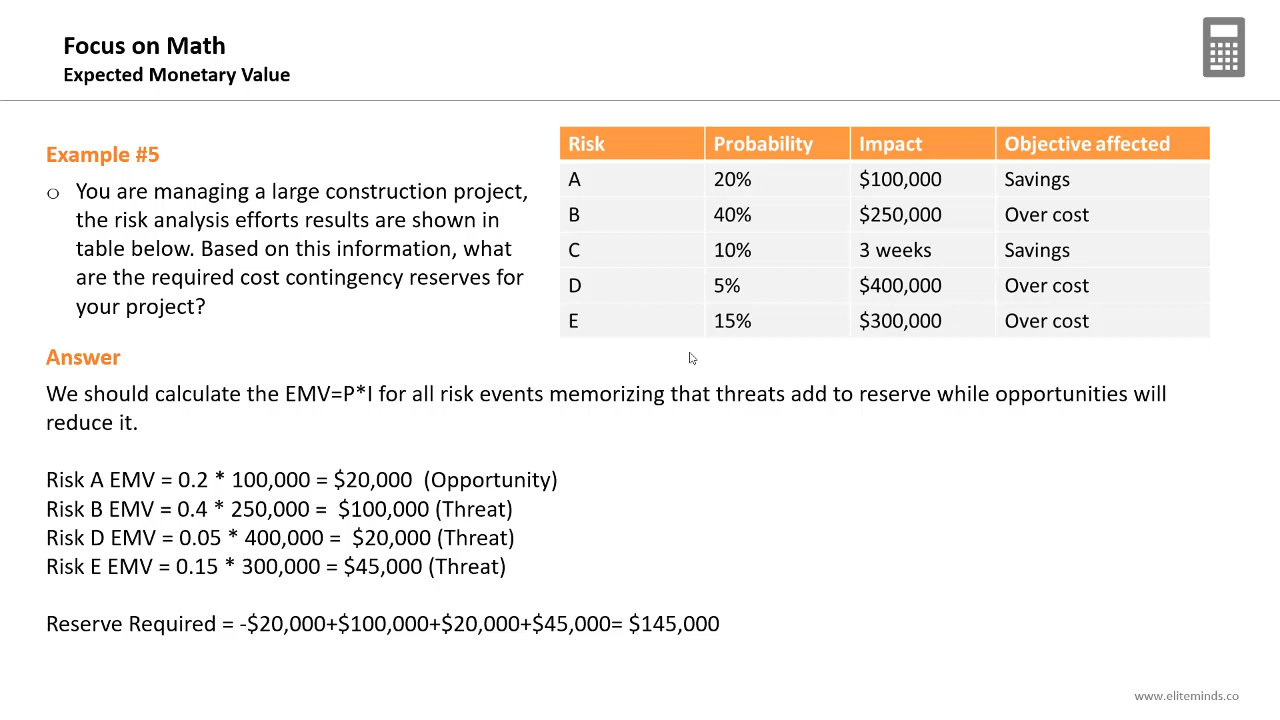 Focus on Math
Expected Monetary Value
Example #5
You are managing a large construction project,
the risk analysis efforts results are shown in
table below. Based on this information, what
are the required cost contingency reserves for
your project?
Risk Probability Impact Objective affected
A 20% $100,000 Savings
B 40% $250,000 Over cost
C 10% 3 weeks Savings
D 5% $400,000 Over cost
E 15% $300,000 Over cost
Answer
We should calculate the EMV=P*I for all risk events memorizing that threats add to reserve while opportunities will
reduce it.
Risk A EMV = 0.2 * 100,000 = $20,000 (Opportunity)
Risk B EMV = 0.4 * 250,000 = $100,000 (Threat)
Risk D EMV = 0.05 * 400,000 = $20,000 (Threat)
Risk E EMV = 0.15 * 300,000 = $45,000 (Threat)
Reserve Required = -$20,000+$100,000+$20,000+$45,000= $145,000
www.eliteminds.co